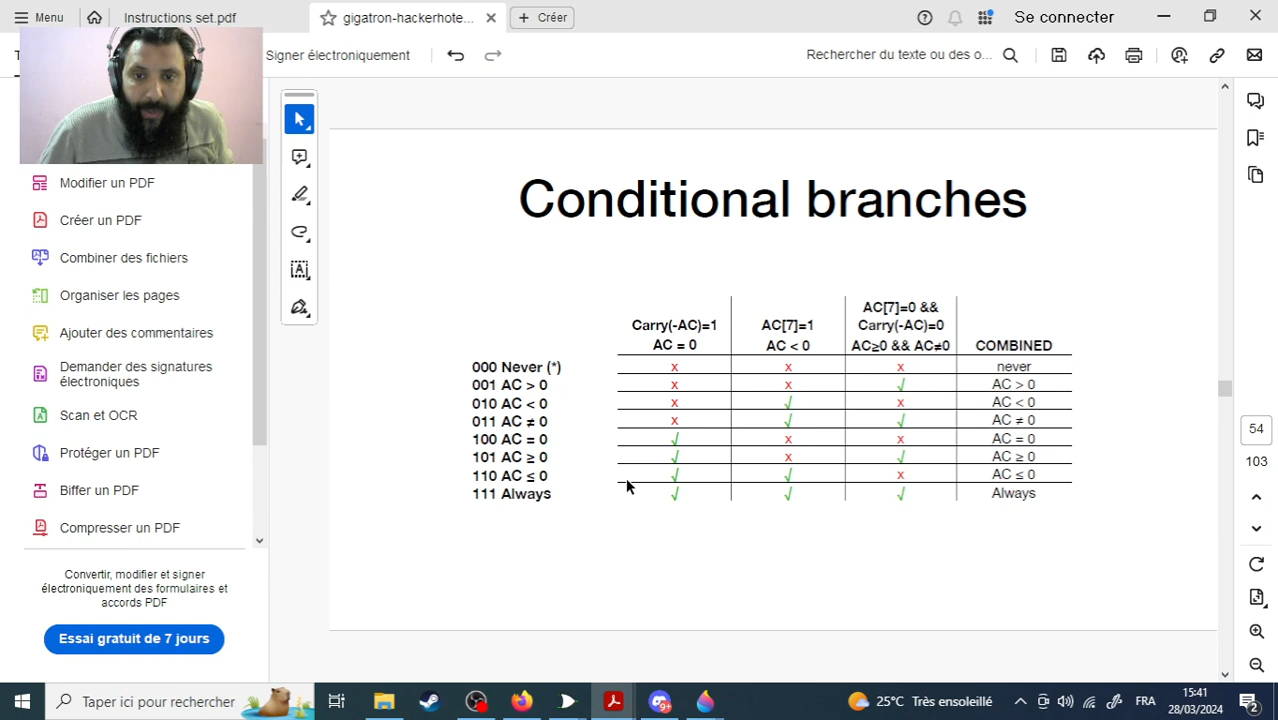 Menu
Instructions set.pdf
gigatron-hackerhote...
Créer
Se connecter
Signer électroniquement
Rechercher du texte ou des o...
Modifier un PDF
Créer un PDF
Combiner des fichiers
Organiser les pages
Ajouter des commentaires
Demander des signatures
électroniques
Scan et OCR
Protéger un PDF
Biffer un PDF
Compresser un PDF
Convertir, modifier et signer
électroniquement des formulaires et
accords PDF
Essai gratuit de 7 jours
Conditional branches
Carry(-AC)=1
AC = 0
AC[7]=1
AC < 0
AC[7]=0 &&
Carry(-AC)=0
AC≥0 && AC≠0
COMBINED
000 Never (*) x x x never
001 AC > 0 x x √ AC > 0
010 AC < 0 x √ x AC < 0
011 AC ≠ 0 x √ √ AC ≠ 0
100 AC = 0 √ x x AC = 0
101 AC ≥ 0 √ x √ AC ≥ 0
110 AC ≤ 0 √ √ x AC ≤ 0
111 Always √ √ √ Always
54
103
Taper ici pour rechercher
9+
25°C Très ensoleillé
FRA
15:41
28/03/2024
2